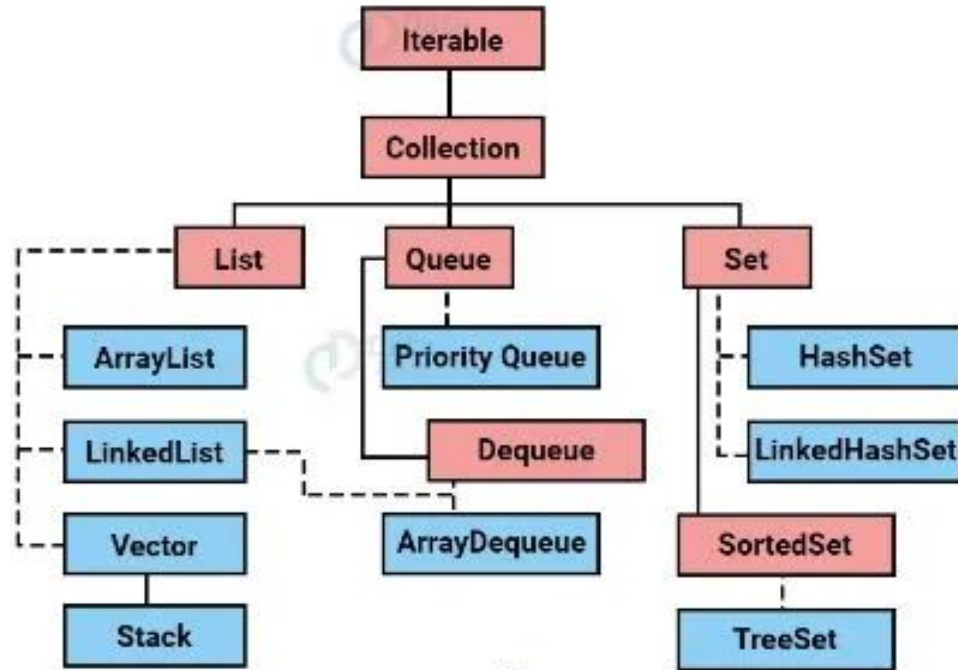 Iterable
Collection
List
Queue
Set
ArrayList
Priority Queue
HashSet
LinkedList
Dequeue
LinkedHashSet
Vector
ArrayDequeue
SortedSet
Stack
TreeSet